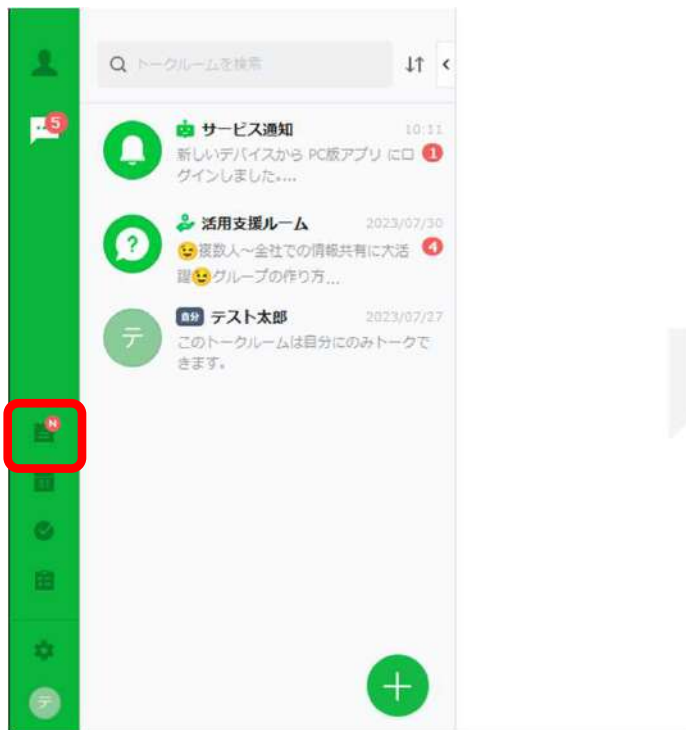 トークルームを検索
5
サービス通知 10:11
新しいデバイスから PC版アプリ にロ 1
グインしました。...
活用支援ルーム 2023/07/30
? 😉複数人~全社での情報共有に大活 4
躍😉グループの作り方...
自分 テスト太郎 2023/07/27
テ このトークルームは自分にのみトークで
きます。
N
31
テ